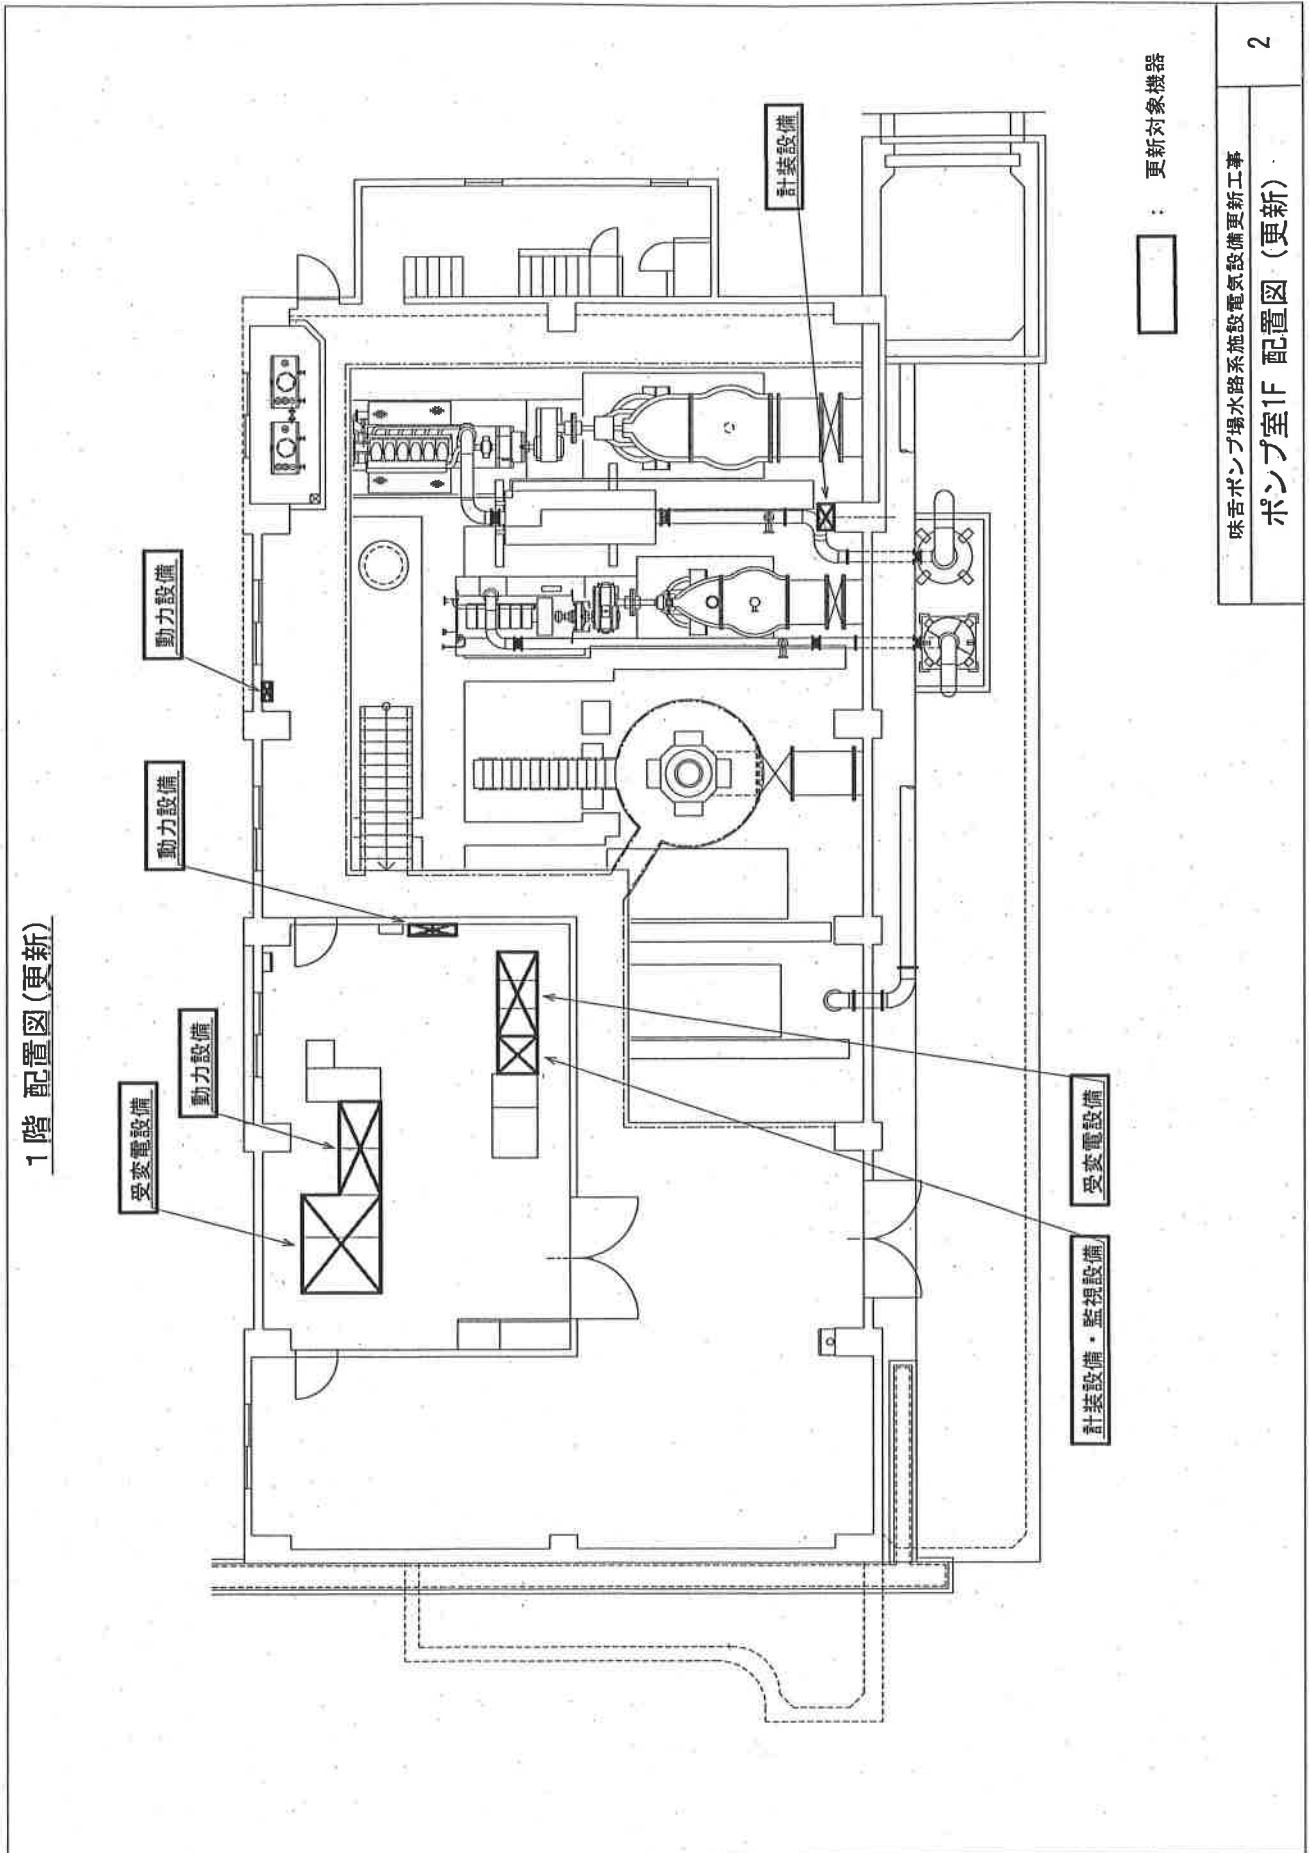 1階 配置図(更新)
受変電設備
動力設備
動力設備
動力設備
計装設備・監視設備
受変電設備
計装設備
： 更新対象機器
味舌ポンプ場水路系施設電気設備更新工事
ポンプ室1F 配置図（更新）
2